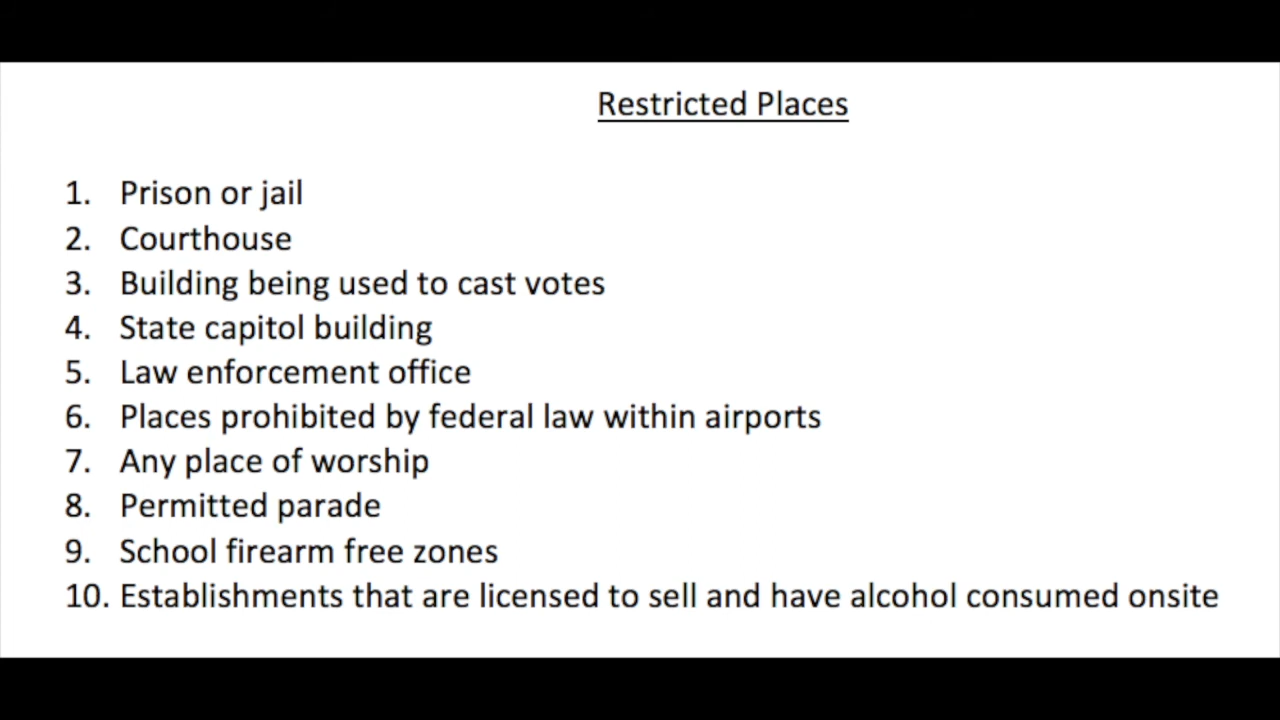 Restricted Places
1. Prison or jail
2. Courthouse
3. Building being used to cast votes
4. State capitol building
5. Law enforcement office
6. Places prohibited by federal law within airports
7. Any place of worship
8. Permitted parade
9. School firearm free zones
10. Establishments that are licensed to sell and have alcohol consumed onsite